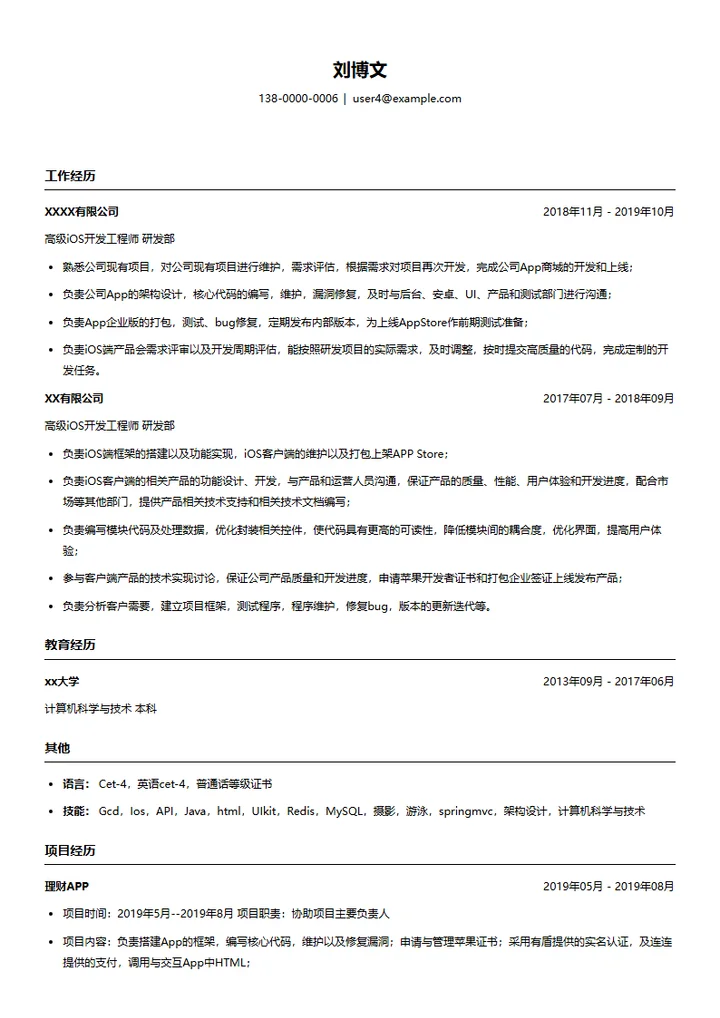 刘博文
138-0000-0006 | user4@example.com
工作经历
XXXX有限公司 2018年11月 - 2019年10月
高级iOS开发工程师 研发部
• 熟悉公司现有项目，对公司现有项目进行维护，需求评估，根据需求对项目再次开发，完成公司App商城的开发和上线；
• 负责公司App的架构设计，核心代码的编写，维护，漏洞修复，及时与后台、安卓、UI、产品和测试部门进行沟通；
• 负责App企业版的打包，测试、bug修复，定期发布内部版本，为上线AppStore作前期测试准备；
• 负责iOS端产品会需求评审以及开发周期评估，能按照研发项目的实际需求，及时调整，按时提交高质量的代码，完成定制的开
发任务。
XX有限公司 2017年07月 - 2018年09月
高级iOS开发工程师 研发部
• 负责iOS端框架的搭建以及功能实现，iOS客户端的维护以及打包上架APP Store；
• 负责iOS客户端的相关产品的功能设计、开发，与产品和运营人员沟通，保证产品的质量、性能、用户体验和开发进度，配合市
场等其他部门，提供产品相关技术支持和相关技术文档编写；
• 负责编写模块代码及处理数据，优化封装相关控件，使代码具有更高的可读性，降低模块间的耦合度，优化界面，提高用户体
验；
• 参与客户端产品的技术实现讨论，保证公司产品质量和开发进度，申请苹果开发者证书和打包企业签证上线发布产品；
• 负责分析客户需要，建立项目框架，测试程序，程序维护，修复bug，版本的更新迭代等。
教育经历
xx大学 2013年09月 - 2017年06月
计算机科学与技术 本科
其他
• 语言： Cet-4，英语cet-4，普通话等级证书
• 技能： Gcd，Ios，API，Java，html，UIkit，Redis，MySQL，摄影，游泳，springmvc，架构设计，计算机科学与技术
项目经历
理财APP 2019年05月 - 2019年08月
• 项目时间：2019年5月--2019年8月 项目职责：协助项目主要负责人
• 项目内容：负责搭建App的框架，编写核心代码，维护以及修复漏洞；申请与管理苹果证书；采用有盾提供的实名认证，及连连
提供的支付，调用与交互App中HTML；